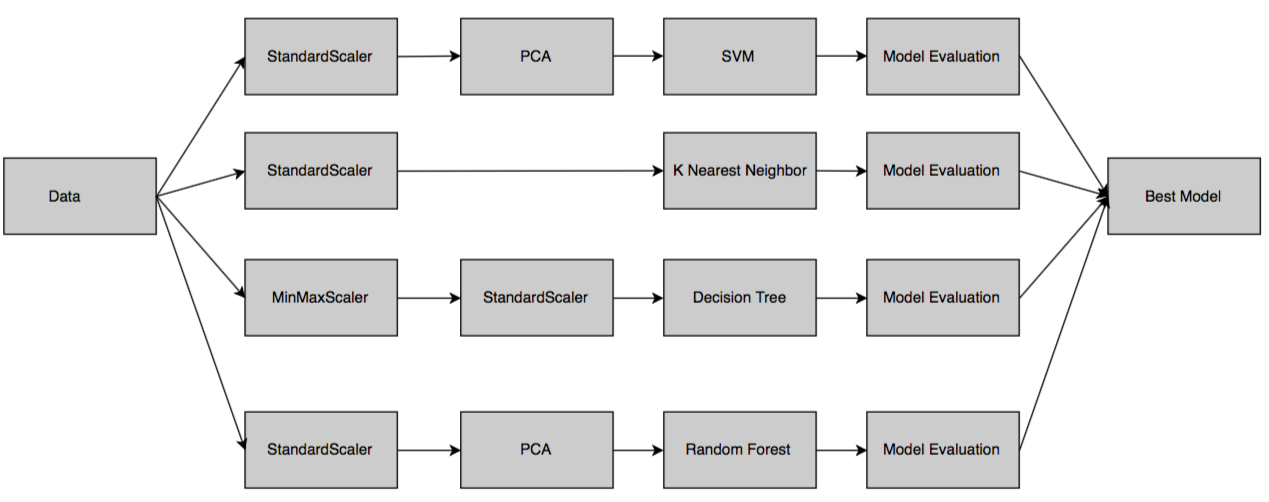 StandardScaler
PCA
SVM
Model Evaluation
StandardScaler
K Nearest Neighbor
Model Evaluation
Data
Best Model
MinMaxScaler
StandardScaler
Decision Tree
Model Evaluation
StandardScaler
PCA
Random Forest
Model Evaluation